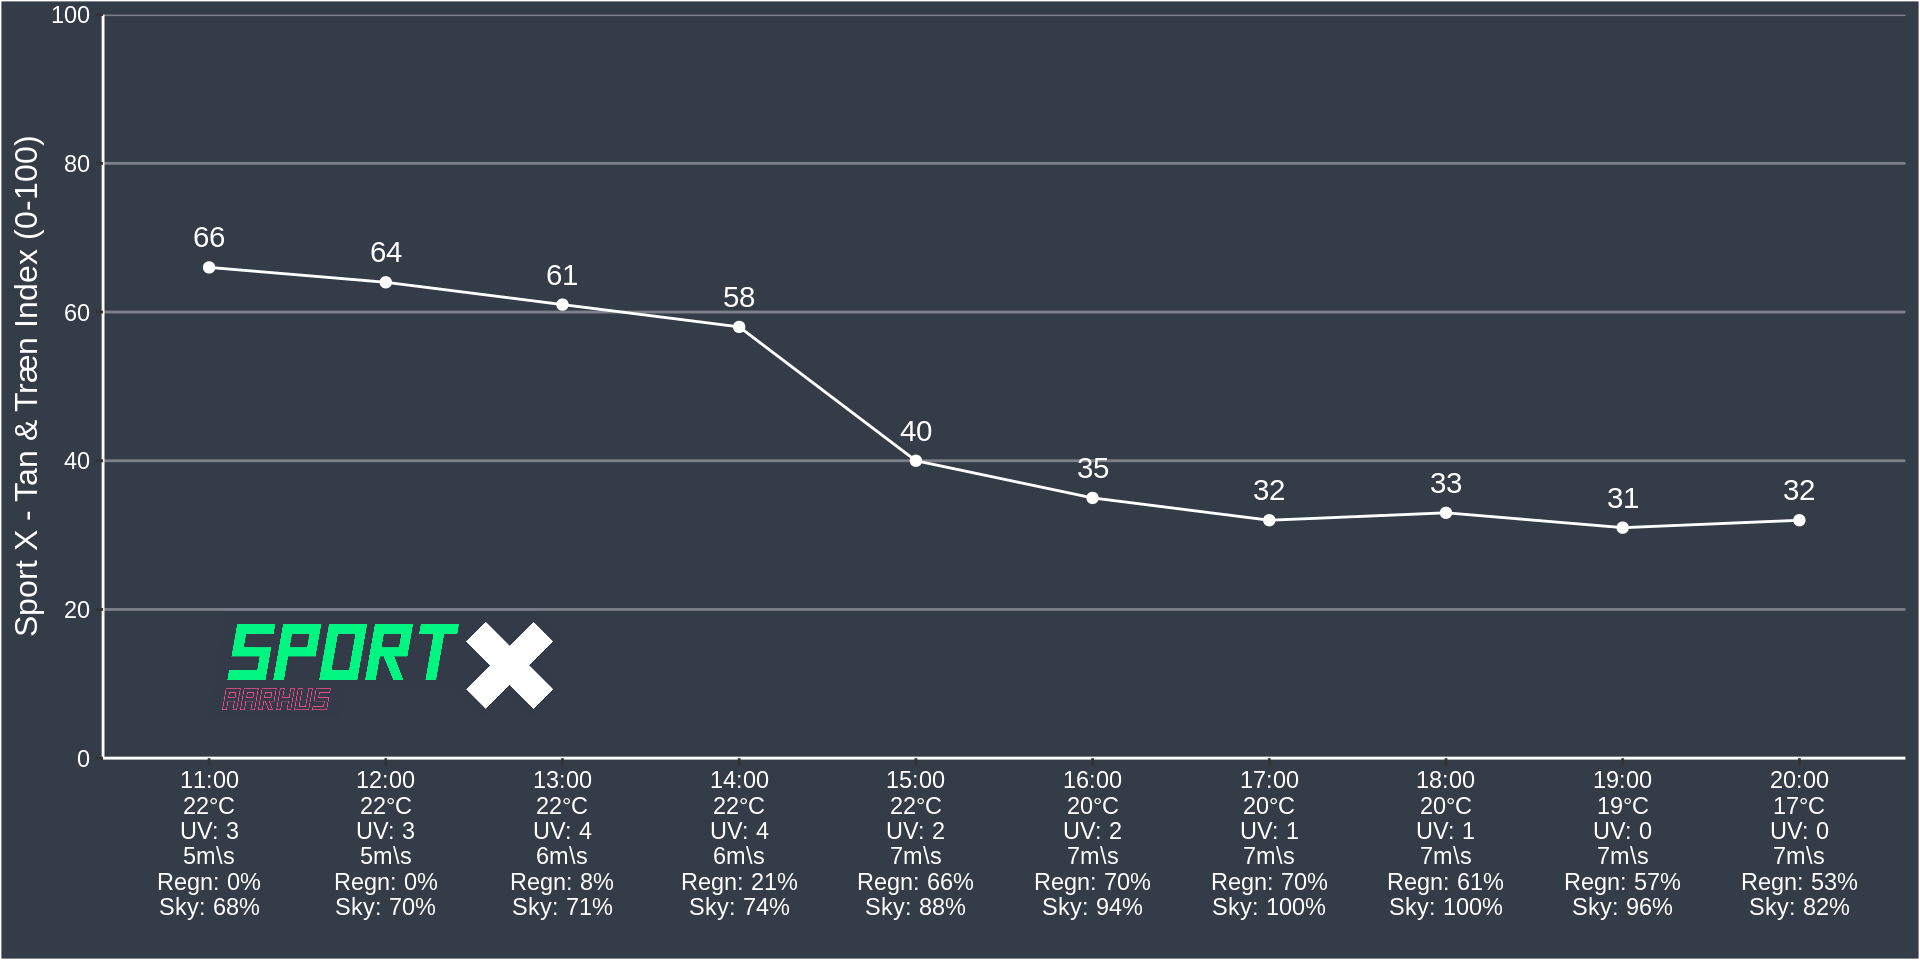 Sport X - Tan & Træn Index (0-100)
100
80
60
40
20
0
66
64
61
58
40
35
32
33
31
32
SPORT X
AARHUS
11:00 12:00 13:00 14:00 15:00 16:00 17:00 18:00 19:00 20:00
22°C 22°C 22°C 22°C 22°C 20°C 20°C 20°C 19°C 17°C
UV: 3 UV: 3 UV: 4 UV: 4 UV: 2 UV: 2 UV: 1 UV: 1 UV: 0 UV: 0
5m\s 5m\s 6m\s 6m\s 7m\s 7m\s 7m\s 7m\s 7m\s 7m\s
Regn: 0% Regn: 0% Regn: 8% Regn: 21% Regn: 66% Regn: 70% Regn: 70% Regn: 61% Regn: 57% Regn: 53%
Sky: 68% Sky: 70% Sky: 71% Sky: 74% Sky: 88% Sky: 94% Sky: 100% Sky: 100% Sky: 96% Sky: 82%